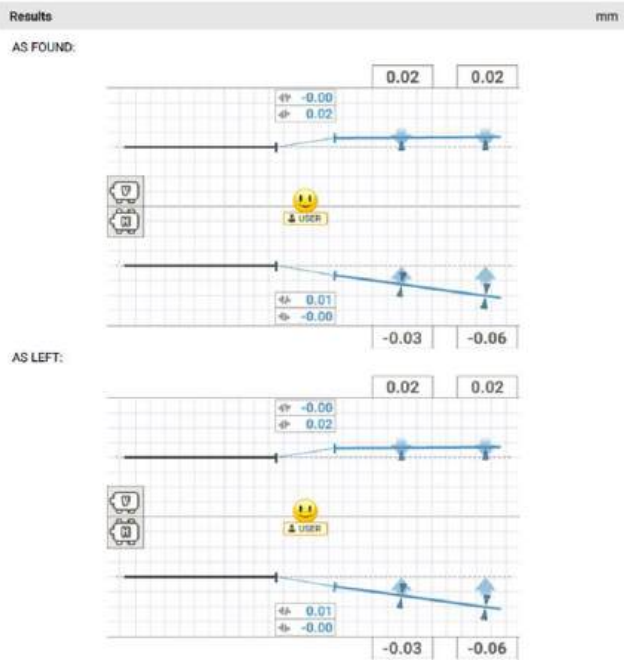 Results mm
AS FOUND:
0.02 0.02
-0.00
0.02
V
H
USER
0.01
-0.00
-0.03 -0.06
AS LEFT:
0.02 0.02
-0.00
0.02
V
H
USER
0.01
-0.00
-0.03 -0.06